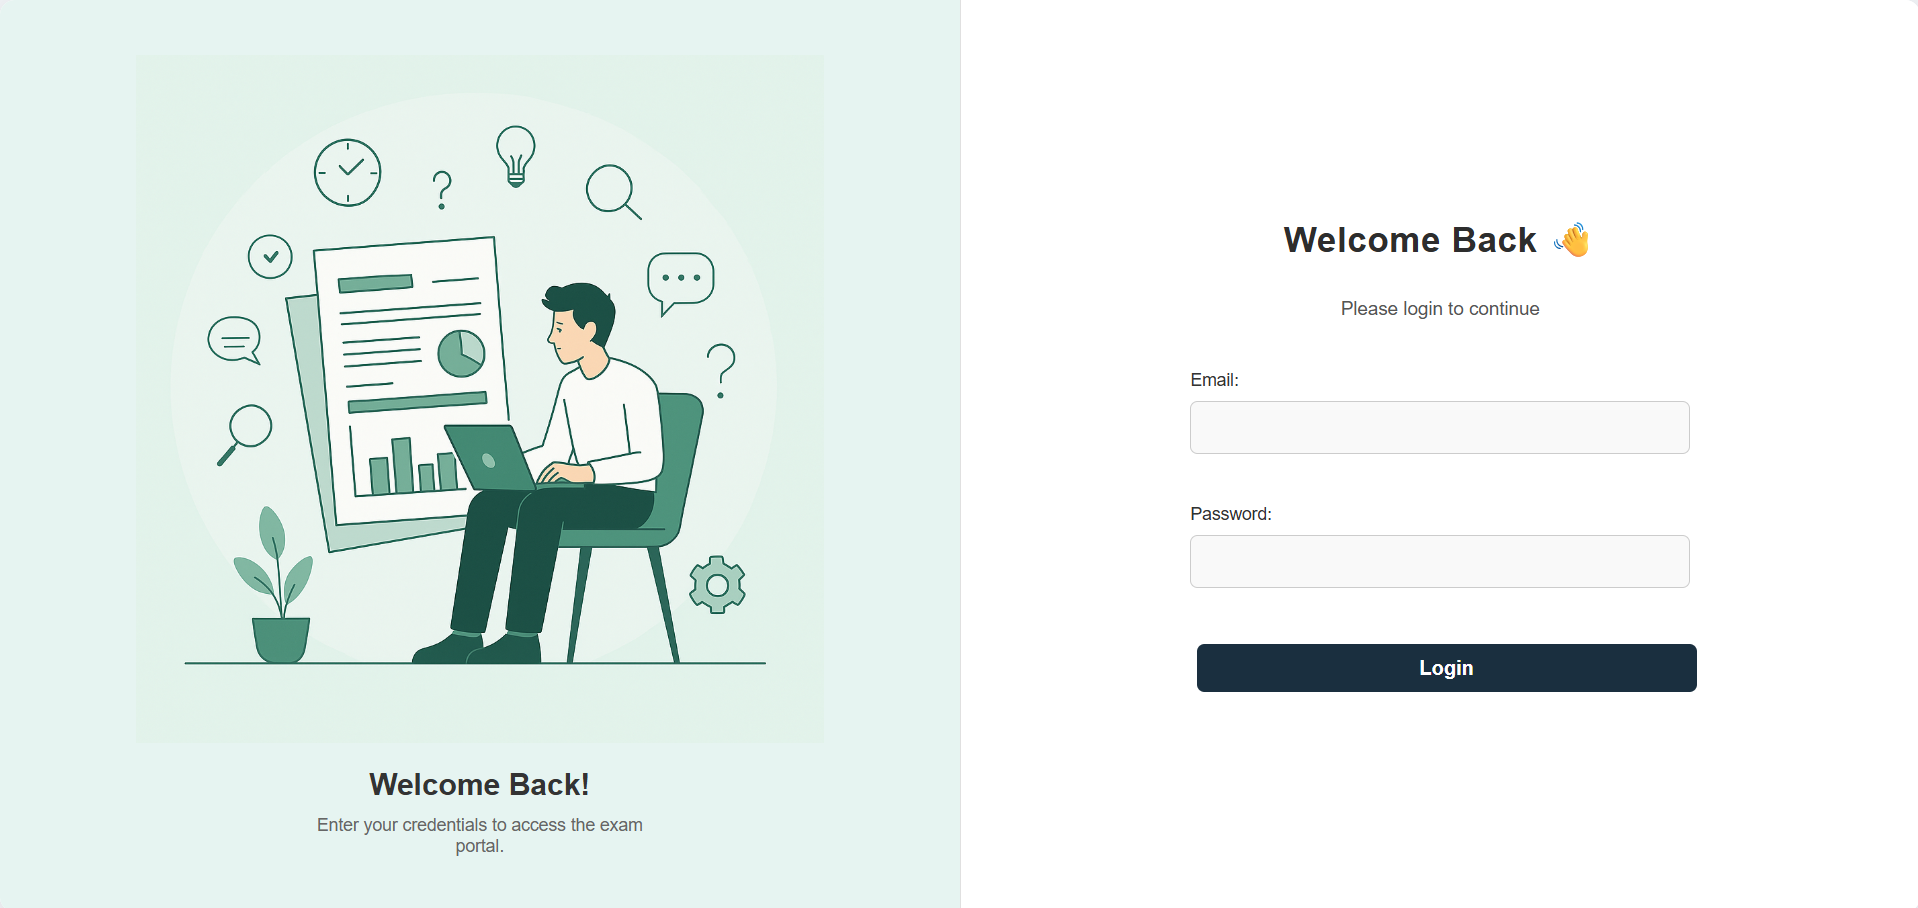 Welcome Back!
Enter your credentials to access the exam
portal.
Welcome Back 👋
Please login to continue
Email:
Password:
Login